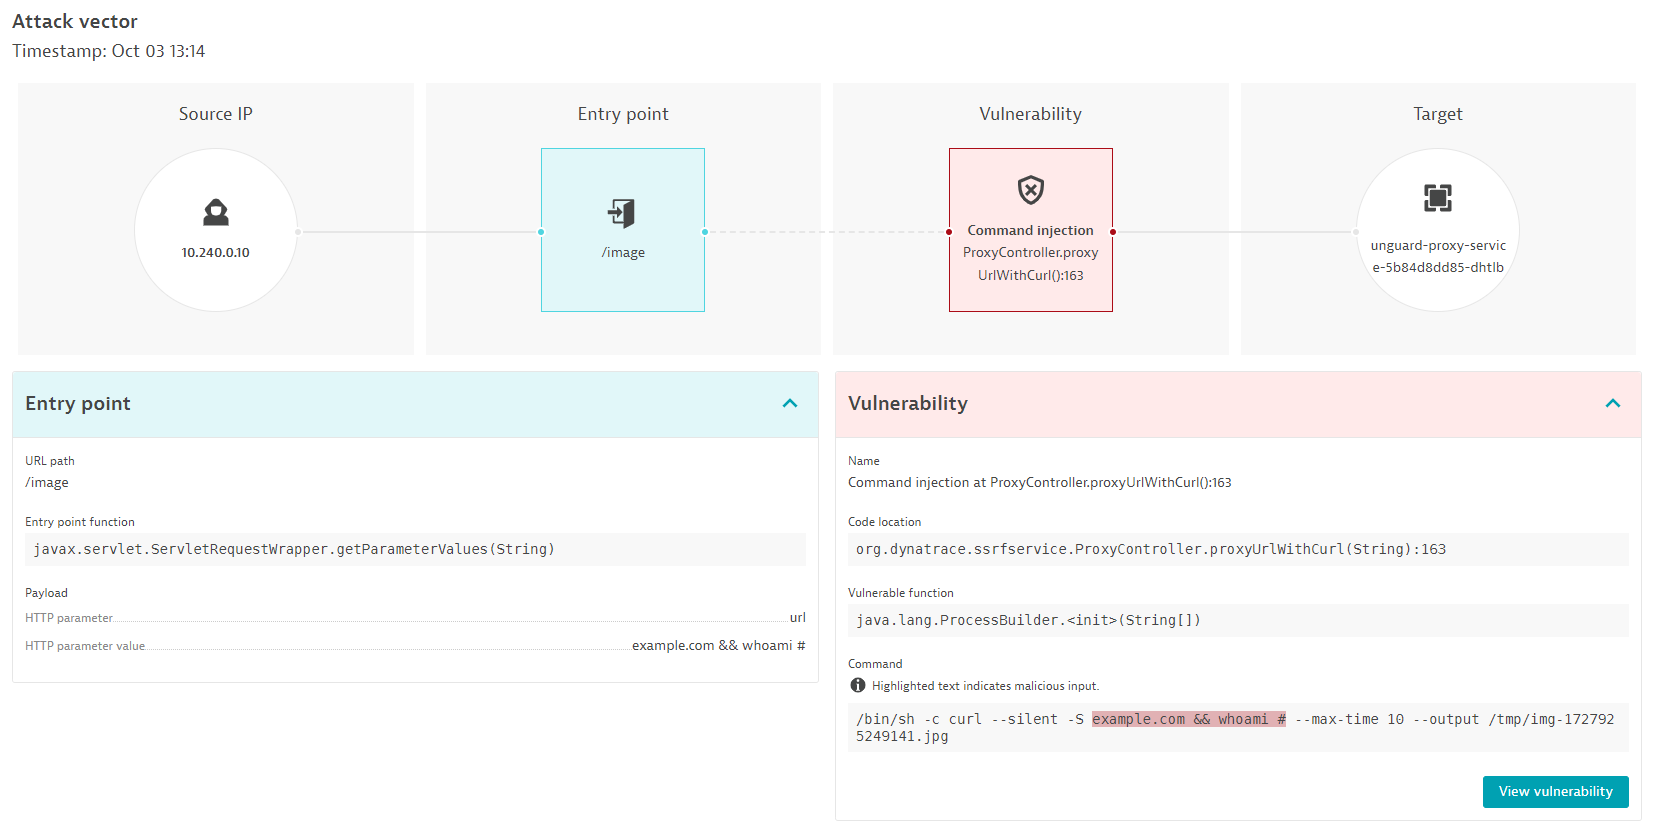 Attack vector
Timestamp: Oct 03 13:14
Source IP
Entry point
Vulnerability
Target
10.240.0.10
/image
Command injection
ProxyController.proxy
UrlWithCurl():163
unguard-proxy-servic
e-5b84d8dd85-dhtlb
Entry point
URL path
/image
Entry point function
javax.servlet.ServletRequestWrapper.getParameterValues(String)
Payload
HTTP parameter url
HTTP parameter value example.com && whoami #
Vulnerability
Name
Command injection at ProxyController.proxyUrlWithCurl():163
Code location
org.dynatrace.ssrfservice.ProxyController.proxyUrlWithCurl(String):163
Vulnerable function
java.lang.ProcessBuilder.<init>(String[])
Command
Highlighted text indicates malicious input.
/bin/sh -c curl --silent -S example.com && whoami # --max-time 10 --output /tmp/img-172792
5249141.jpg
View vulnerability